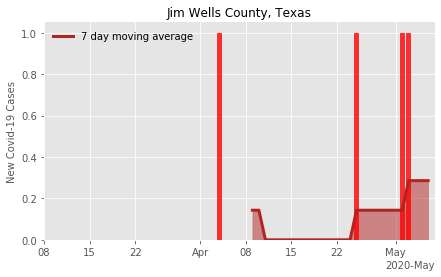 Jim Wells County, Texas
7 day moving average
New Covid-19 Cases
1.0
0.8
0.6
0.4
0.2
0.0
08 15 22 Apr 08 15 22 May
2020-May